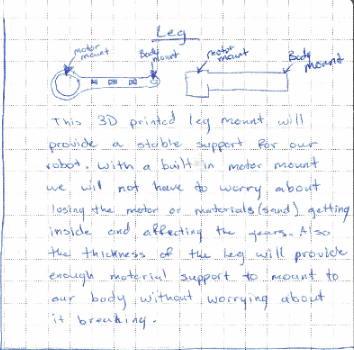 Leg
motor mount
Body mount
motor mount
Body mount
This 3D printed leg mount will
provide a stable support for our
robot. With a built in motor mount
we will not have to worry about
losing the motor or materials (sand) getting
inside and affecting the gears. Also
the thickness of the leg will provide
enough material support to mount to
our body without worrying about
it breaking.